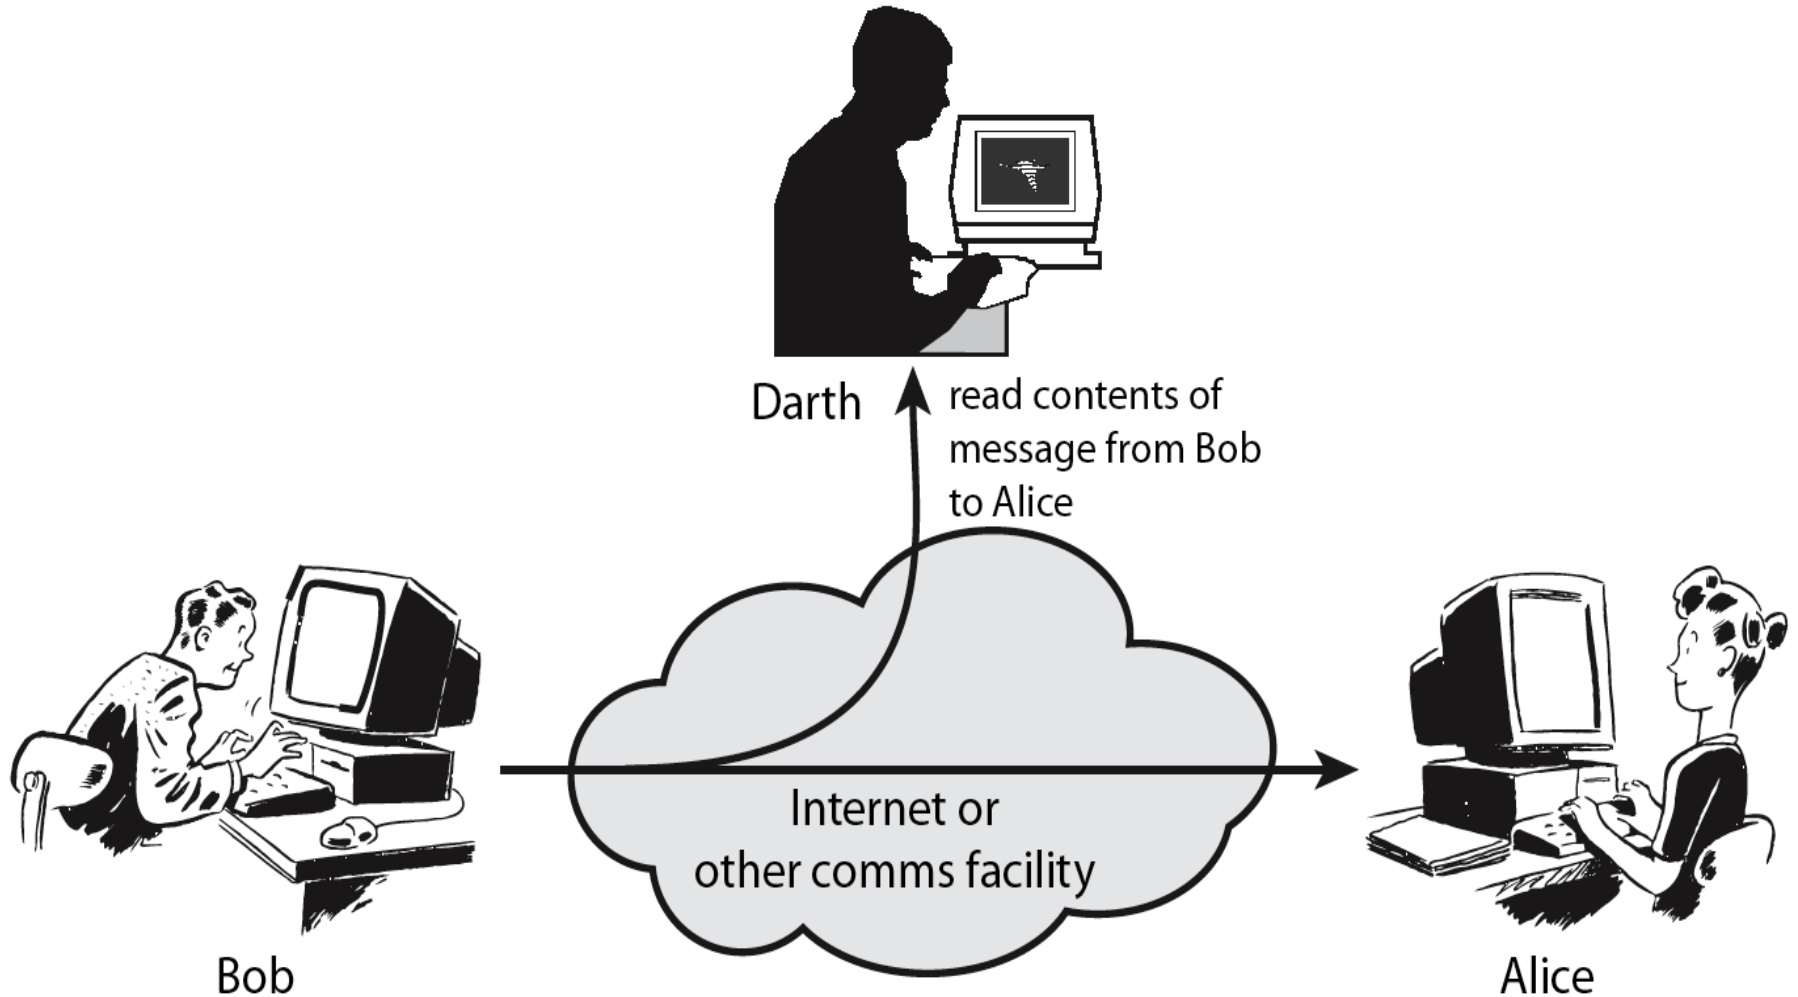 Darth
read contents of
message from Bob
to Alice
Internet or
other comms facility
Bob
Alice